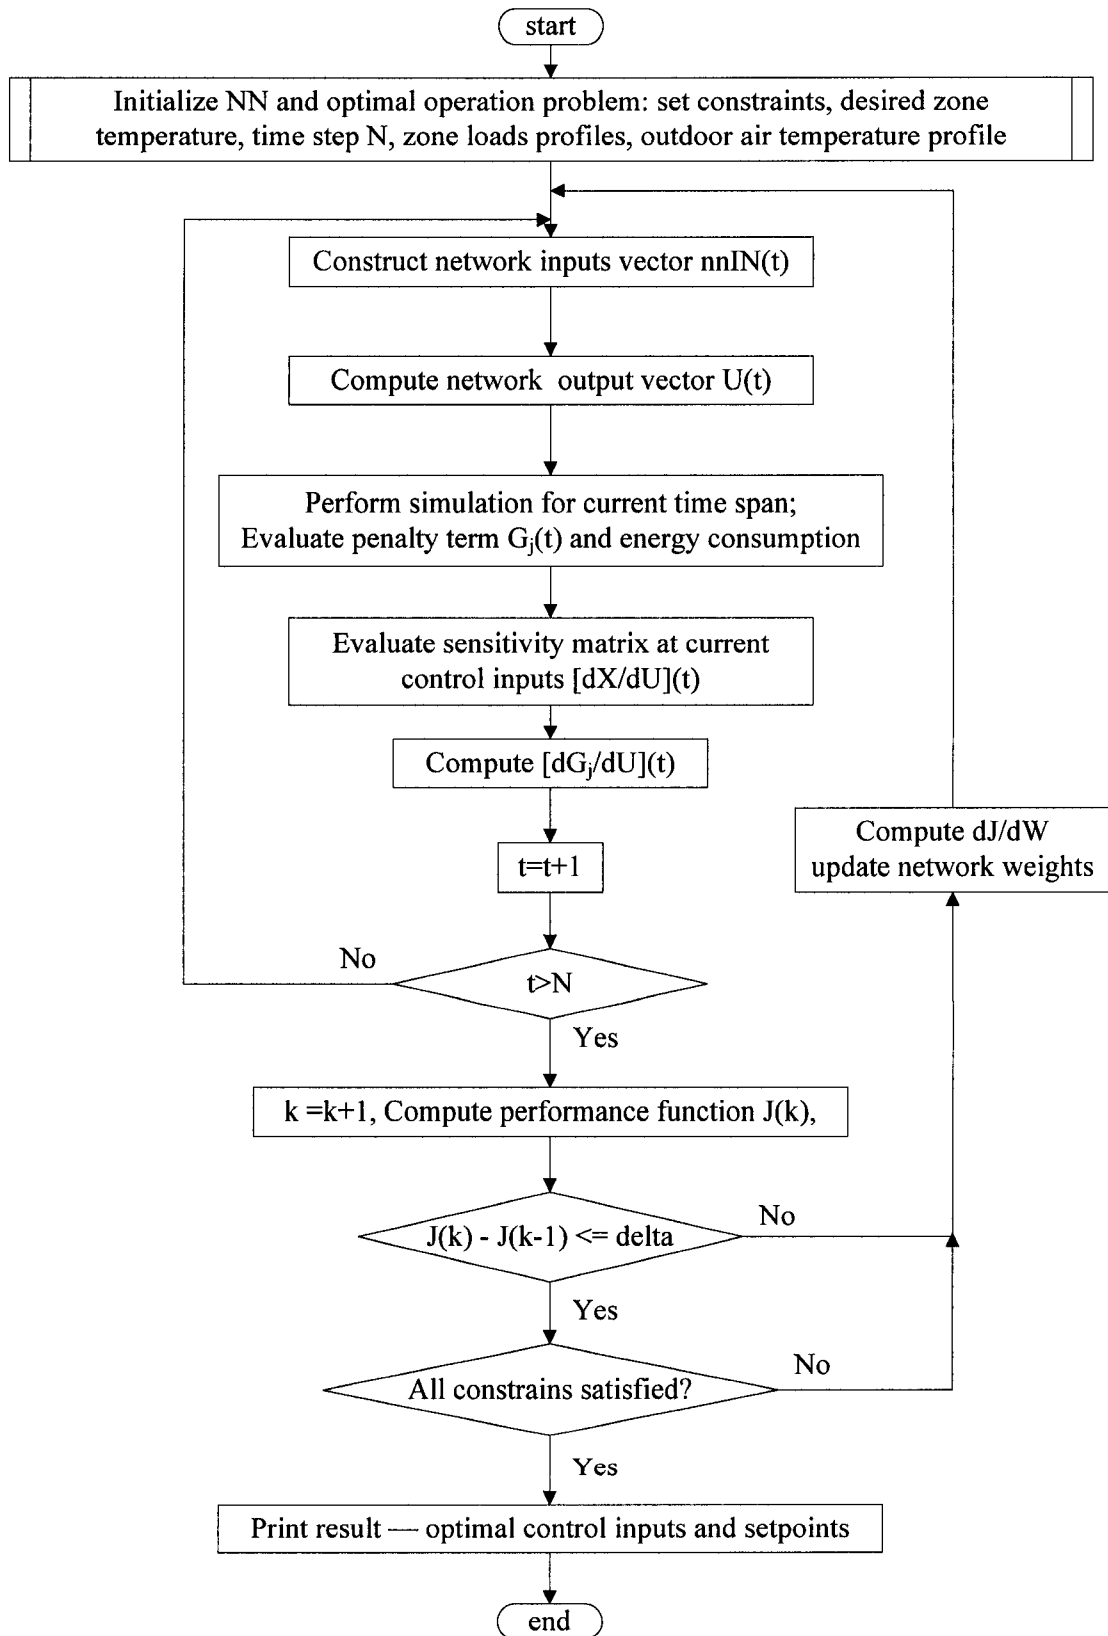 start
Initialize NN and optimal operation problem: set constraints, desired zone
temperature, time step N, zone loads profiles, outdoor air temperature profile
Construct network inputs vector nnIN(t)
Compute network output vector U(t)
Perform simulation for current time span;
Evaluate penalty term Gj(t) and energy consumption
Evaluate sensitivity matrix at current
control inputs [dX/dU](t)
Compute [dGj/dU](t)
Compute dJ/dW
update network weights
t=t+1
No
t>N
Yes
k =k+1, Compute performance function J(k),
No
J(k) - J(k-1) <= delta
Yes
No
All constrains satisfied?
Yes
Print result — optimal control inputs and setpoints
end